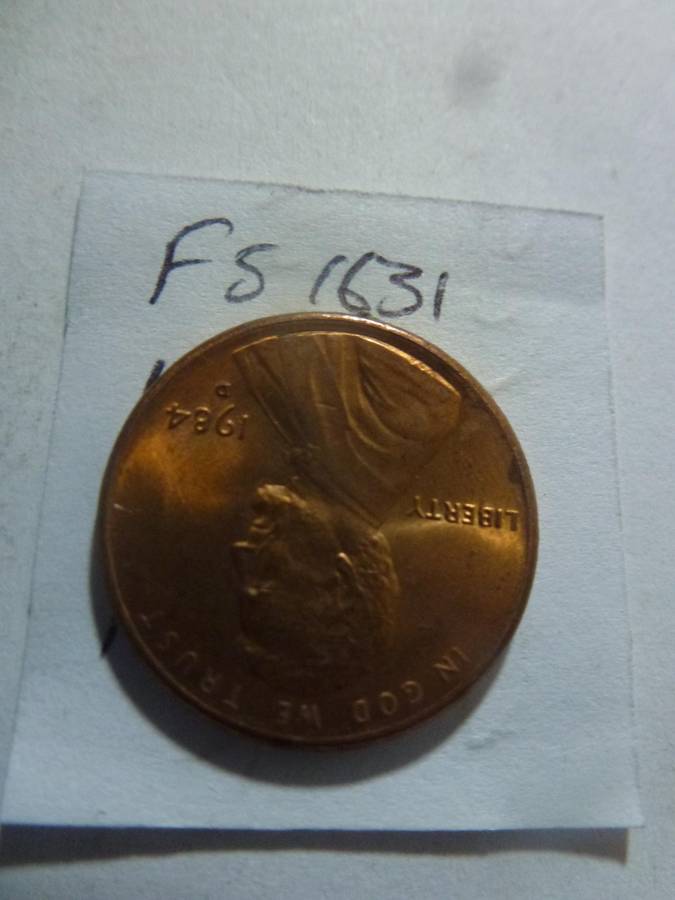 FS 1631
IN GOD WE TRUST
LIBERTY
1984
D